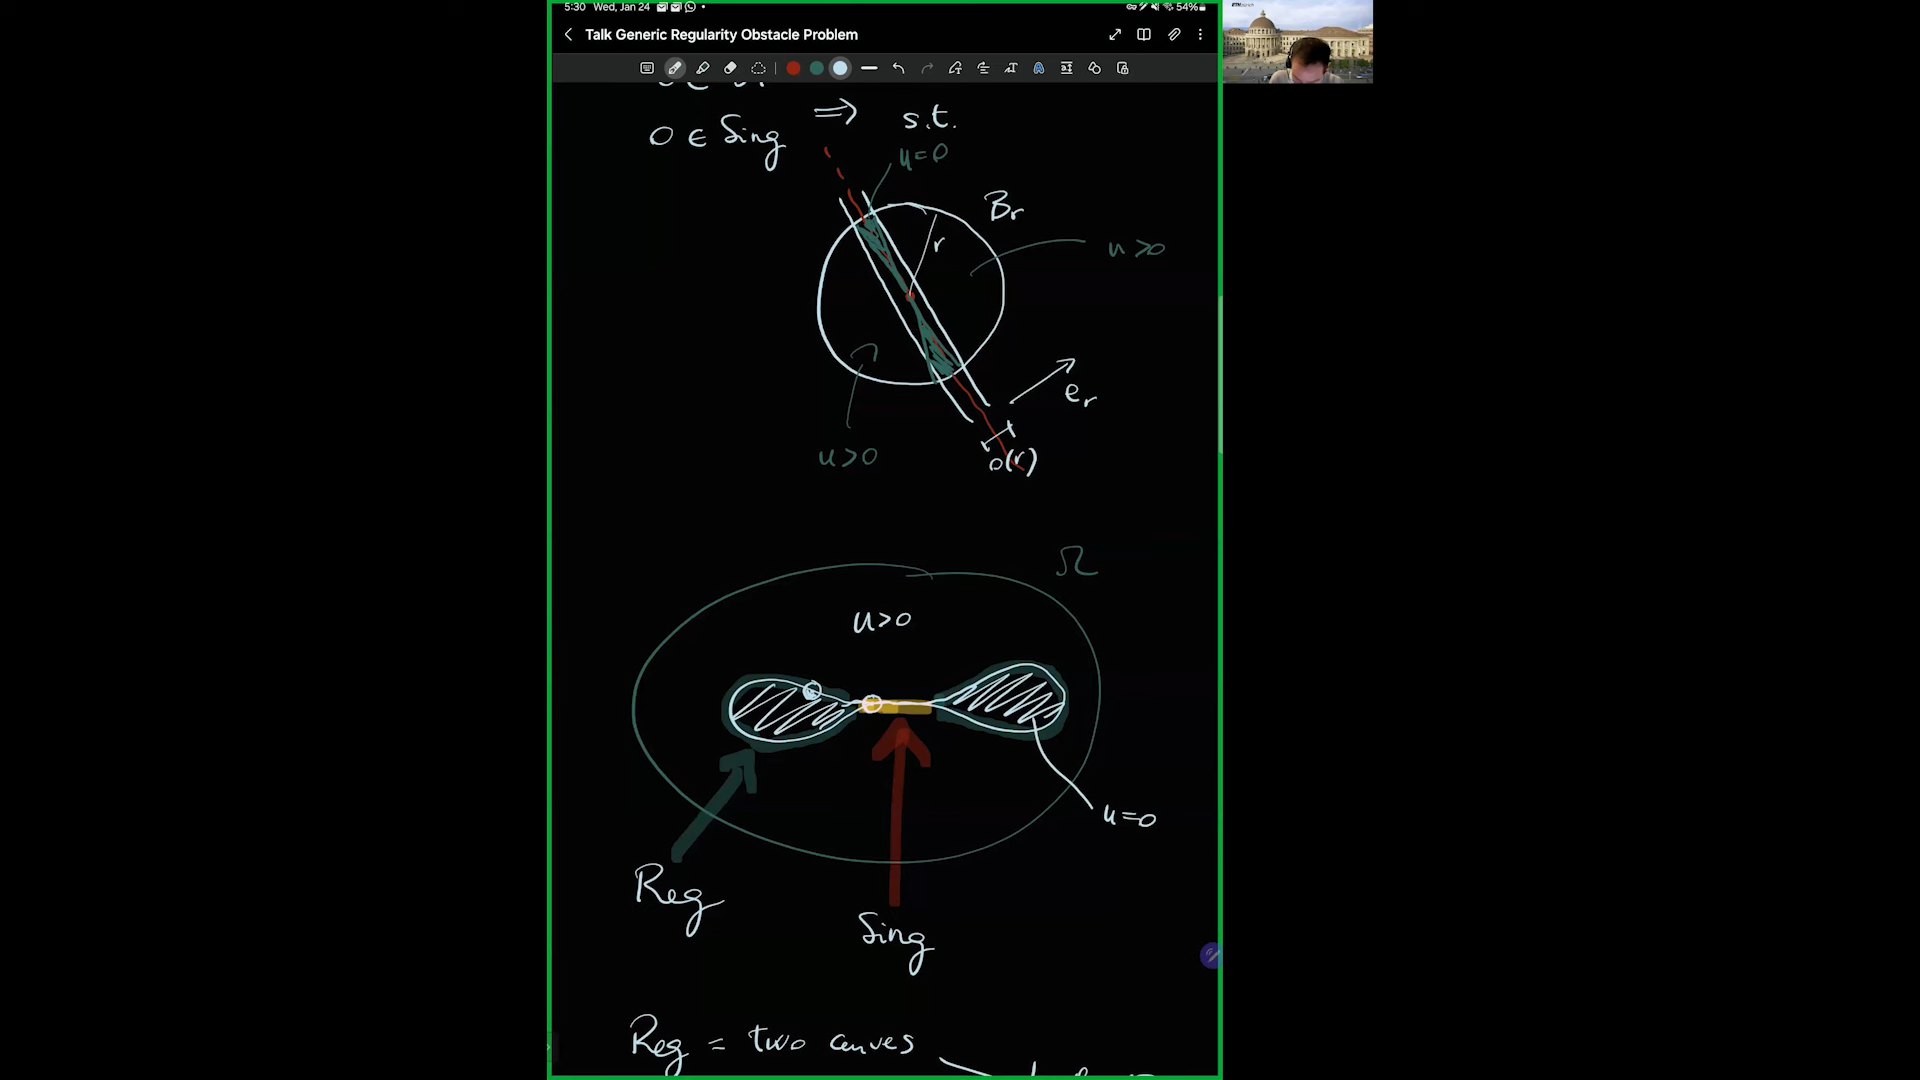 5:30 Wed, Jan 24
54%
Talk Generic Regularity Obstacle Problem
0 ∈ Sing ⟹ s.t.
u=0
Br
r
u>0
er
u>0
o(r)
Ω
u>0
u=0
Reg
Sing
Reg = two curves